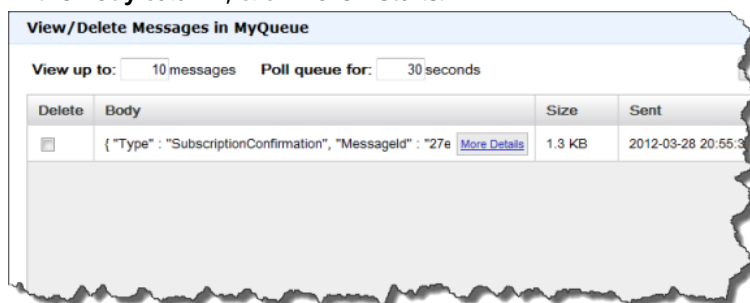 View/Delete Messages in MyQueue
View up to: 10 messages Poll queue for: 30 seconds
Delete Body Size Sent
{ "Type" : "SubscriptionConfirmation", "MessageId" : "27e More Details 1.3 KB 2012-03-28 20:55:3